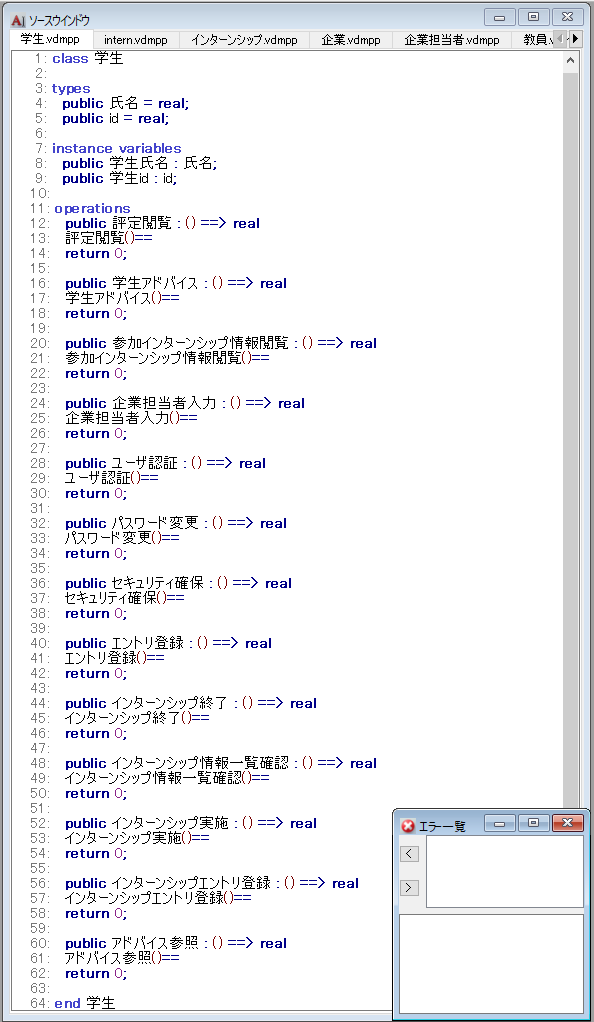 ソースウインドウ
学生.vdmpp intern.vdmpp インターンシップ.vdmpp 企業.vdmpp 企業担当者.vdmpp 教員.v
1: class 学生
2:
3: types
4: public 氏名 = real;
5: public id = real;
6:
7: instance variables
8: public 学生氏名 : 氏名;
9: public 学生id : id;
10:
11: operations
12: public 評定閲覧 : () ==> real
13: 評定閲覧()==
14: return 0;
15:
16: public 学生アドバイス : () ==> real
17: 学生アドバイス()==
18: return 0;
19:
20: public 参加インターンシップ情報閲覧 : () ==> real
21: 参加インターンシップ情報閲覧()==
22: return 0;
23:
24: public 企業担当者入力 : () ==> real
25: 企業担当者入力()==
26: return 0;
27:
28: public ユーザ認証 : () ==> real
29: ユーザ認証()==
30: return 0;
31:
32: public パスワード変更 : () ==> real
33: パスワード変更()==
34: return 0;
35:
36: public セキュリティ確保 : () ==> real
37: セキュリティ確保()==
38: return 0;
39:
40: public エントリ登録 : () ==> real
41: エントリ登録()==
42: return 0;
43:
44: public インターンシップ終了 : () ==> real
45: インターンシップ終了()==
46: return 0;
47:
48: public インターンシップ情報一覧確認 : () ==> real
49: インターンシップ情報一覧確認()==
50: return 0;
51:
52: public インターンシップ実施 : () ==> real
53: インターンシップ実施()==
54: return 0;
55:
56: public インターンシップエントリ登録 : () ==> real
57: インターンシップエントリ登録()==
58: return 0;
59:
60: public アドバイス参照 : () ==> real
61: アドバイス参照()==
62: return 0;
63:
64: end 学生
エラー一覧
<
>